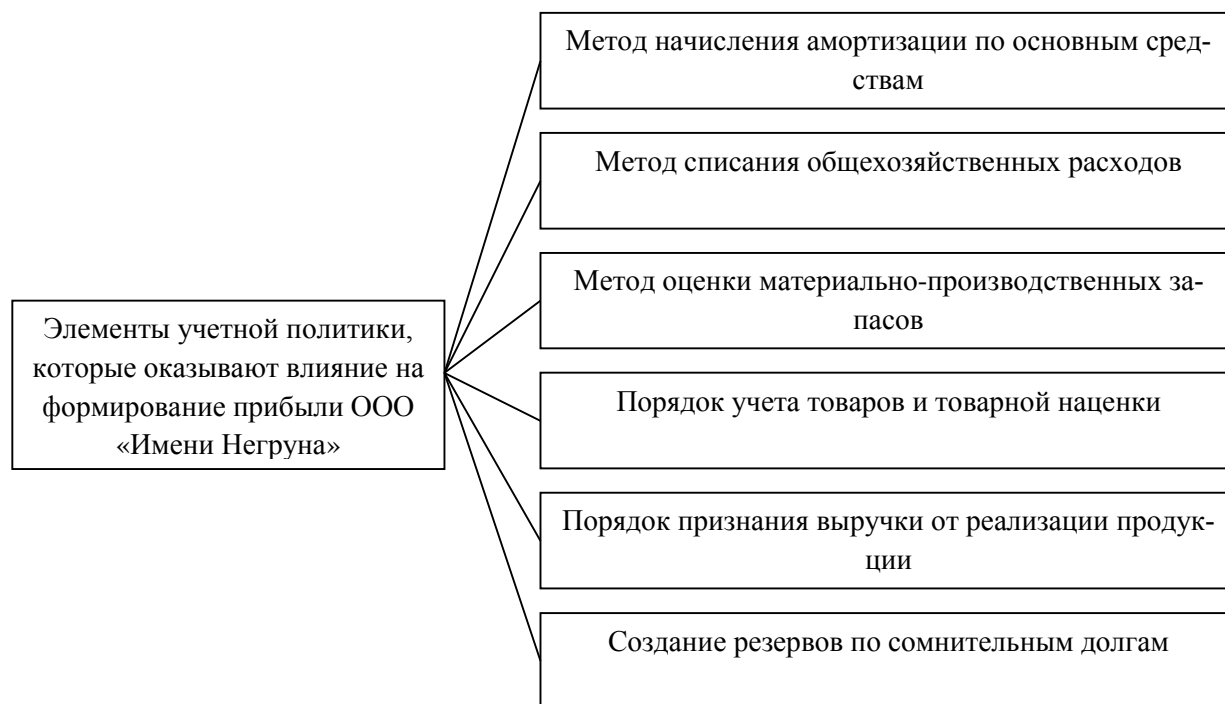 Метод начисления амортизации по основным сред-
ствам
Метод списания общехозяйственных расходов
Метод оценки материально-производственных за-
пасов
Элементы учетной политики,
которые оказывают влияние на
формирование прибыли ООО
«Имени Негруна»
Порядок учета товаров и товарной наценки
Порядок признания выручки от реализации продук-
ции
Создание резервов по сомнительным долгам